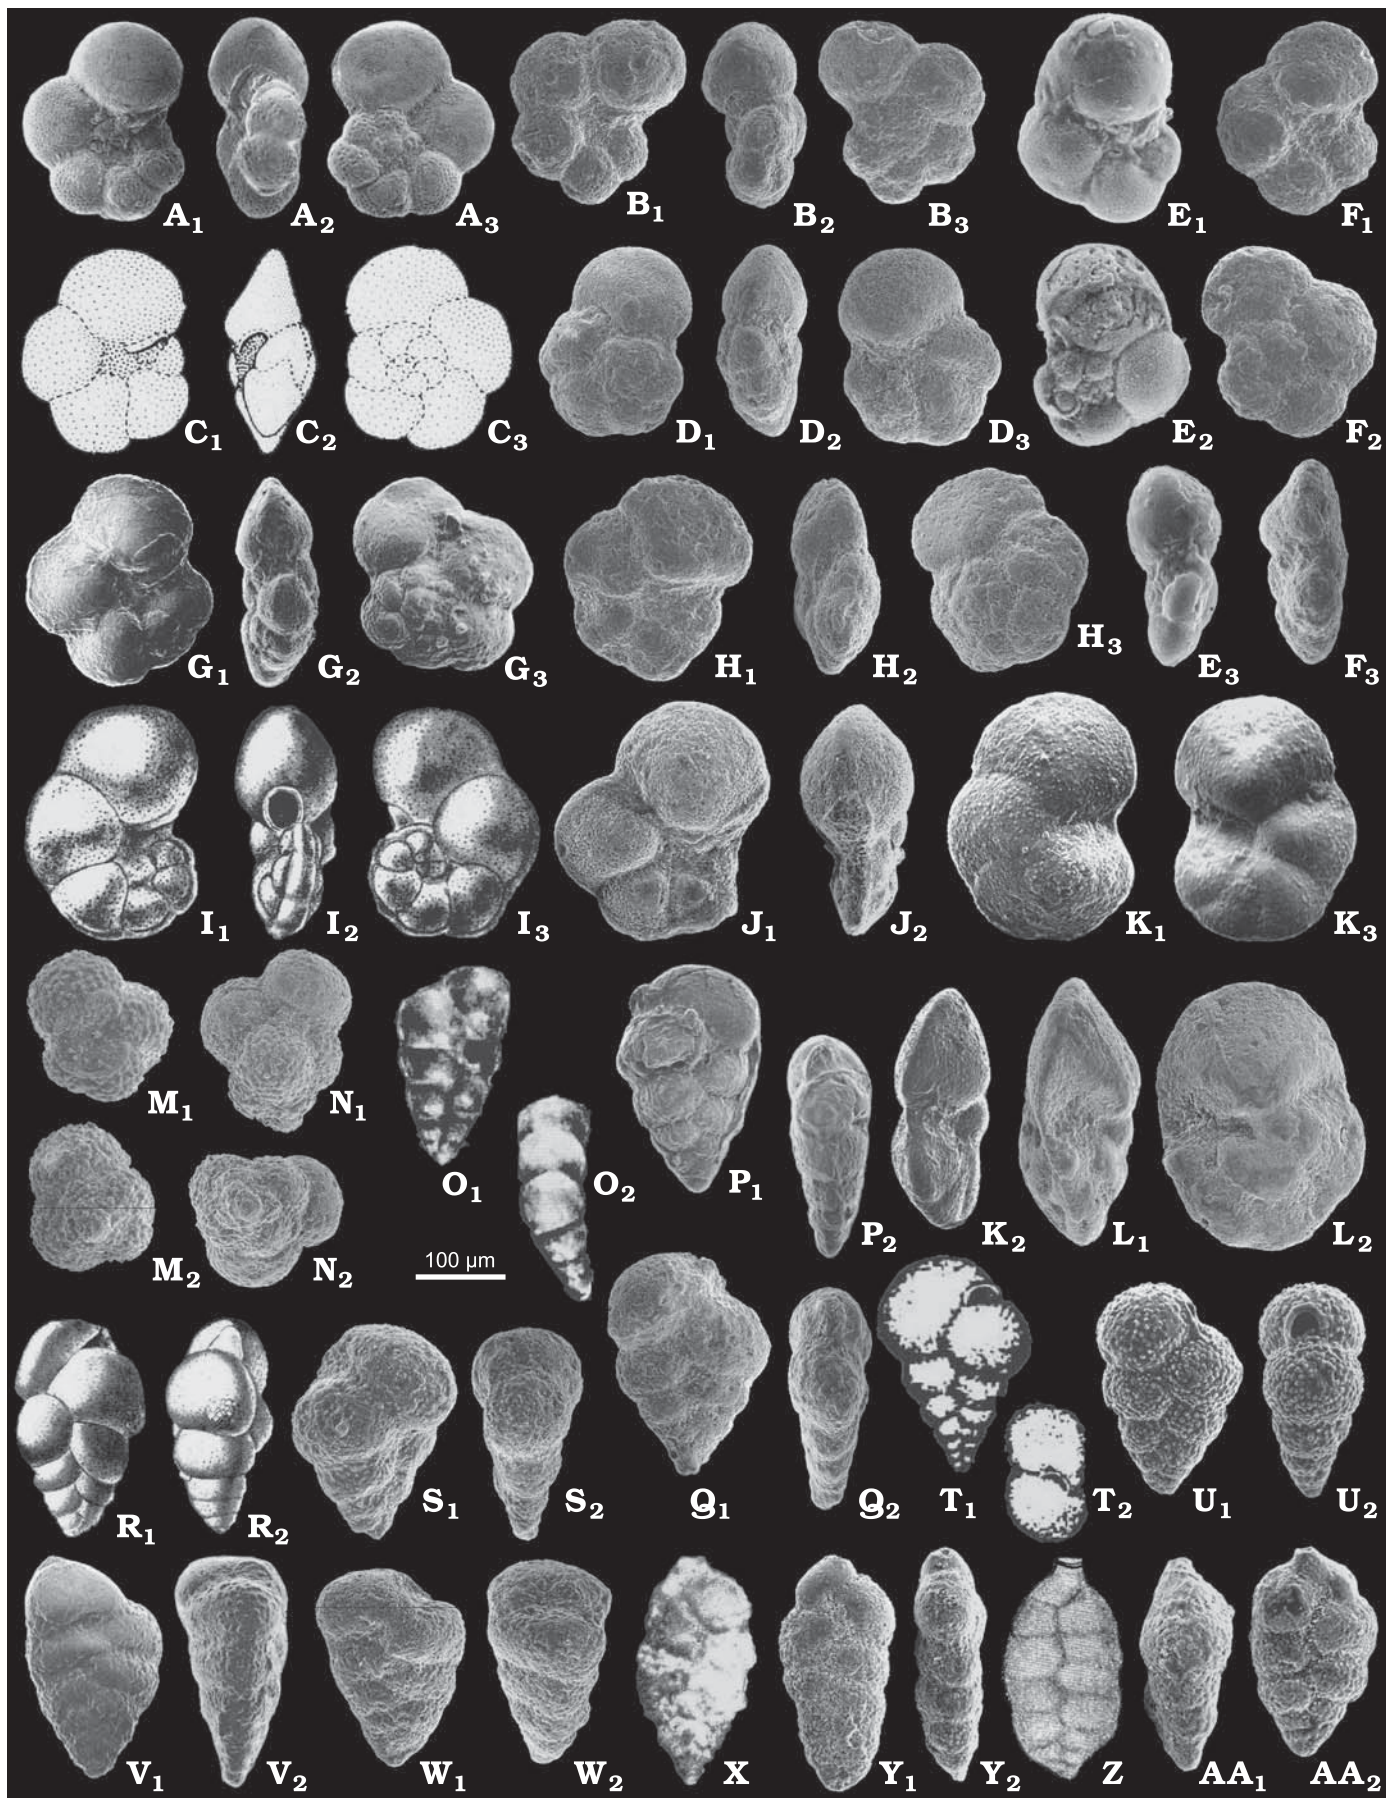 A1 A2 A3 B1 B2 B3 E1 F1
C1 C2 C3 D1 D2 D3 E2 F2
G1 G2 G3 H1 H2 H3 E3 F3
I1 I2 I3 J1 J2 K1 K3
M1 N1 O1 O2 P1
M2 N2 P2 K2 L1 L2
100 µm
R1 R2 S1 S2 Q1 Q2 T1 T2 U1 U2
V1 V2 W1 W2 X Y1 Y2 Z AA1 AA2